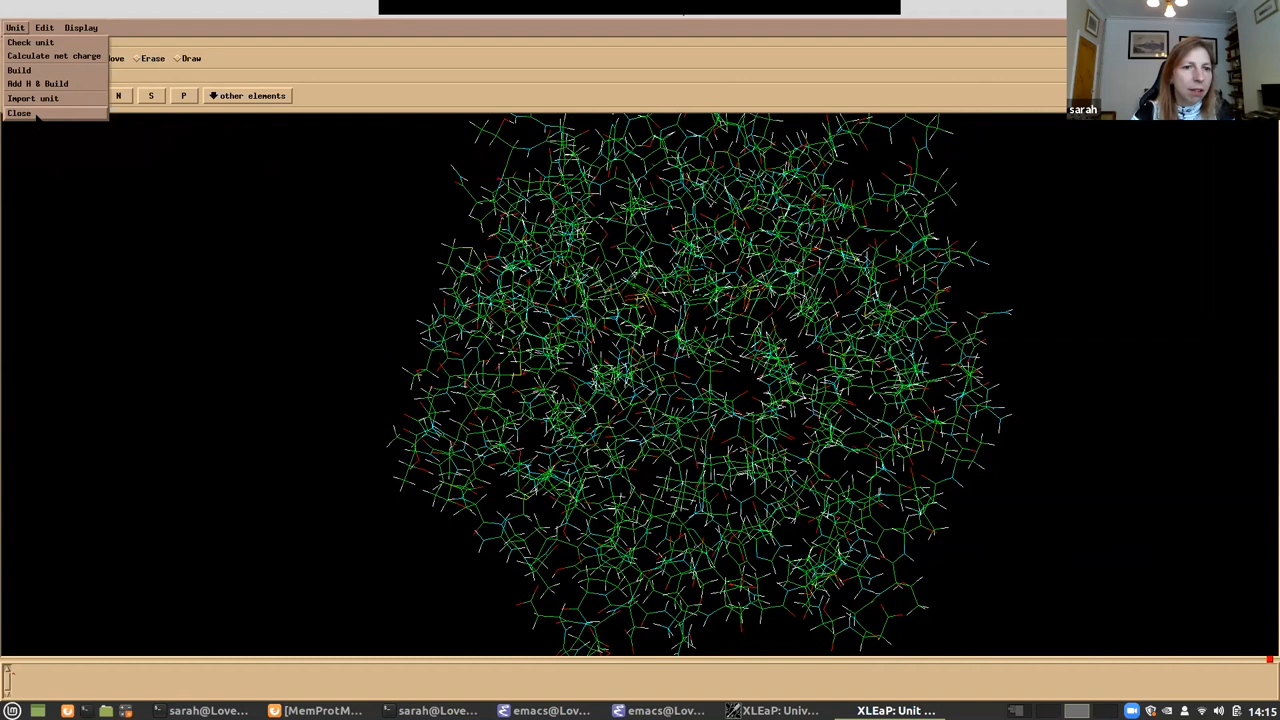 Unit Edit Display
Check unit
Calculate net charge
Build
Add H & Build
Import unit
Close
ove Erase Draw
N S P other elements
sarah
sarah@Love... [MemProtM... sarah@Love... emacs@Lov... emacs@Lov... XLEaP: Univ... XLEaP: Unit ... 14:15